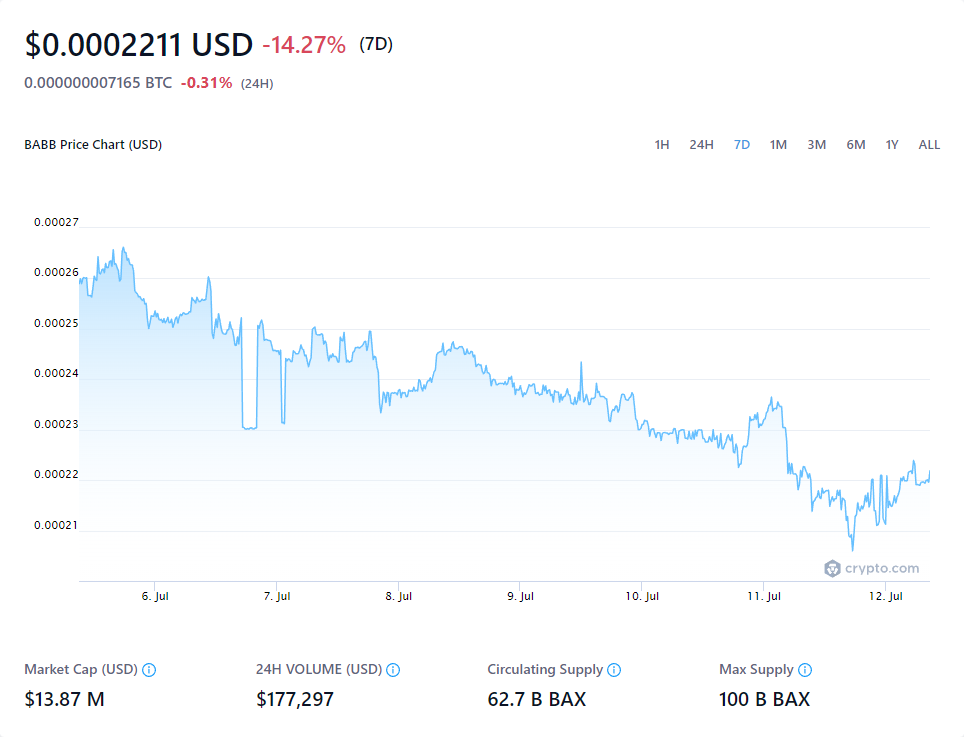 $0.0002211 USD -14.27% (7D)
0.000000007165 BTC -0.31% (24H)
BABB Price Chart (USD) 1H 24H 7D 1M 3M 6M 1Y ALL
0.00027
0.00026
0.00025
0.00024
0.00023
0.00022
0.00021
crypto.com
6. Jul 7. Jul 8. Jul 9. Jul 10. Jul 11. Jul 12. Jul
Market Cap (USD) 24H VOLUME (USD) Circulating Supply Max Supply
$13.87 M $177,297 62.7 B BAX 100 B BAX